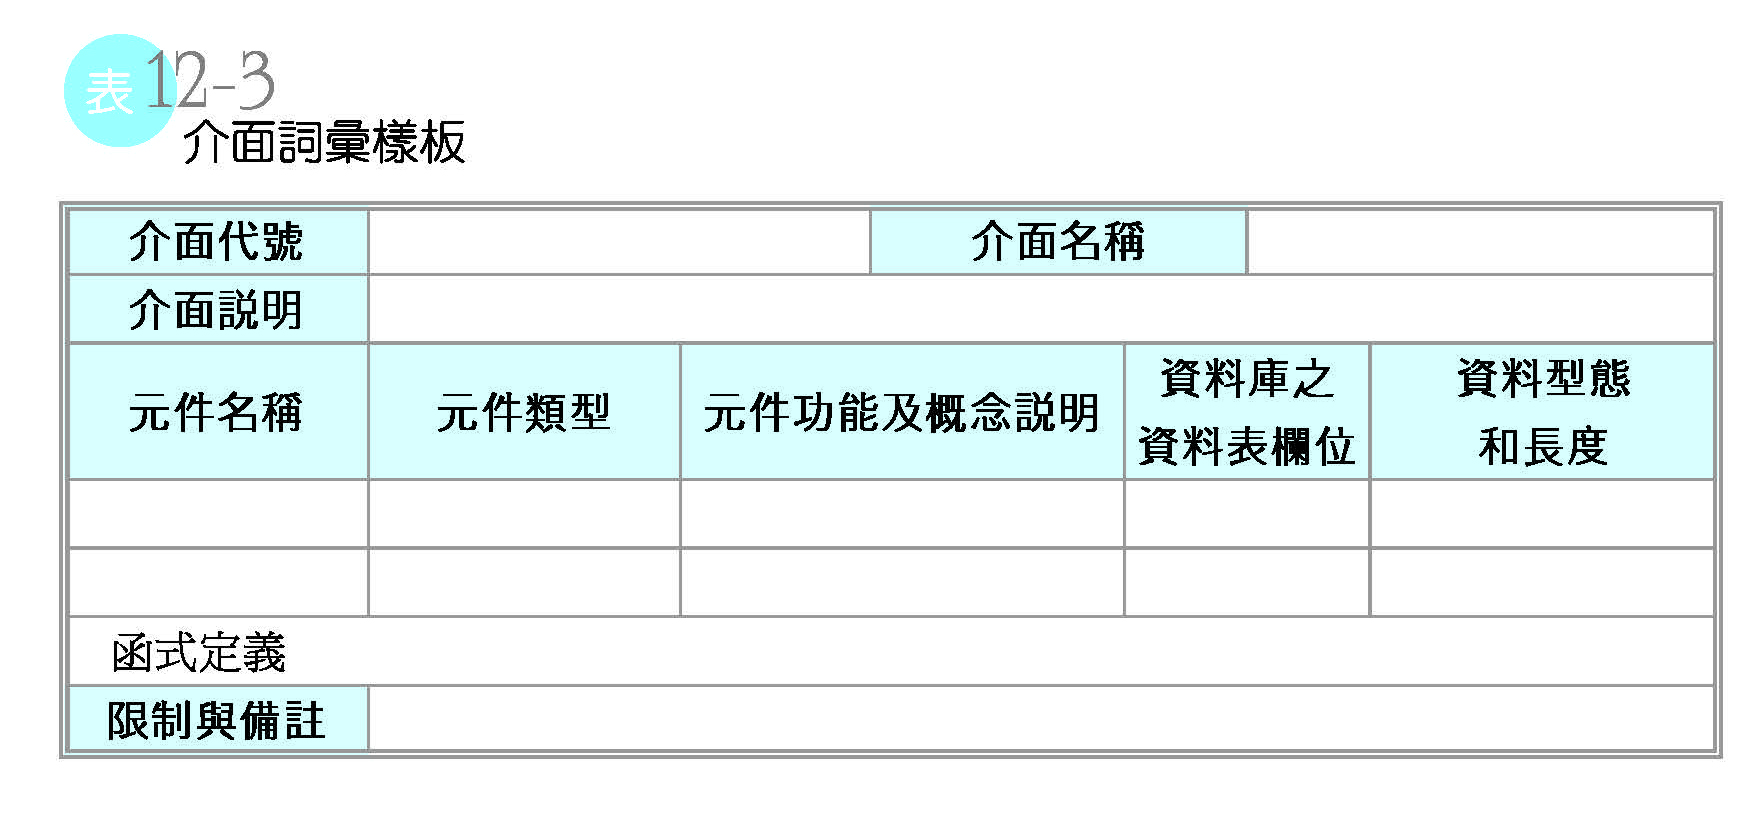 表12-3
介面詞彙樣板
介面代號 介面名稱
介面説明
元件名稱 元件類型 元件功能及概念説明 資料庫之 資料型態
資料表欄位 和長度
函式定義
限制與備註